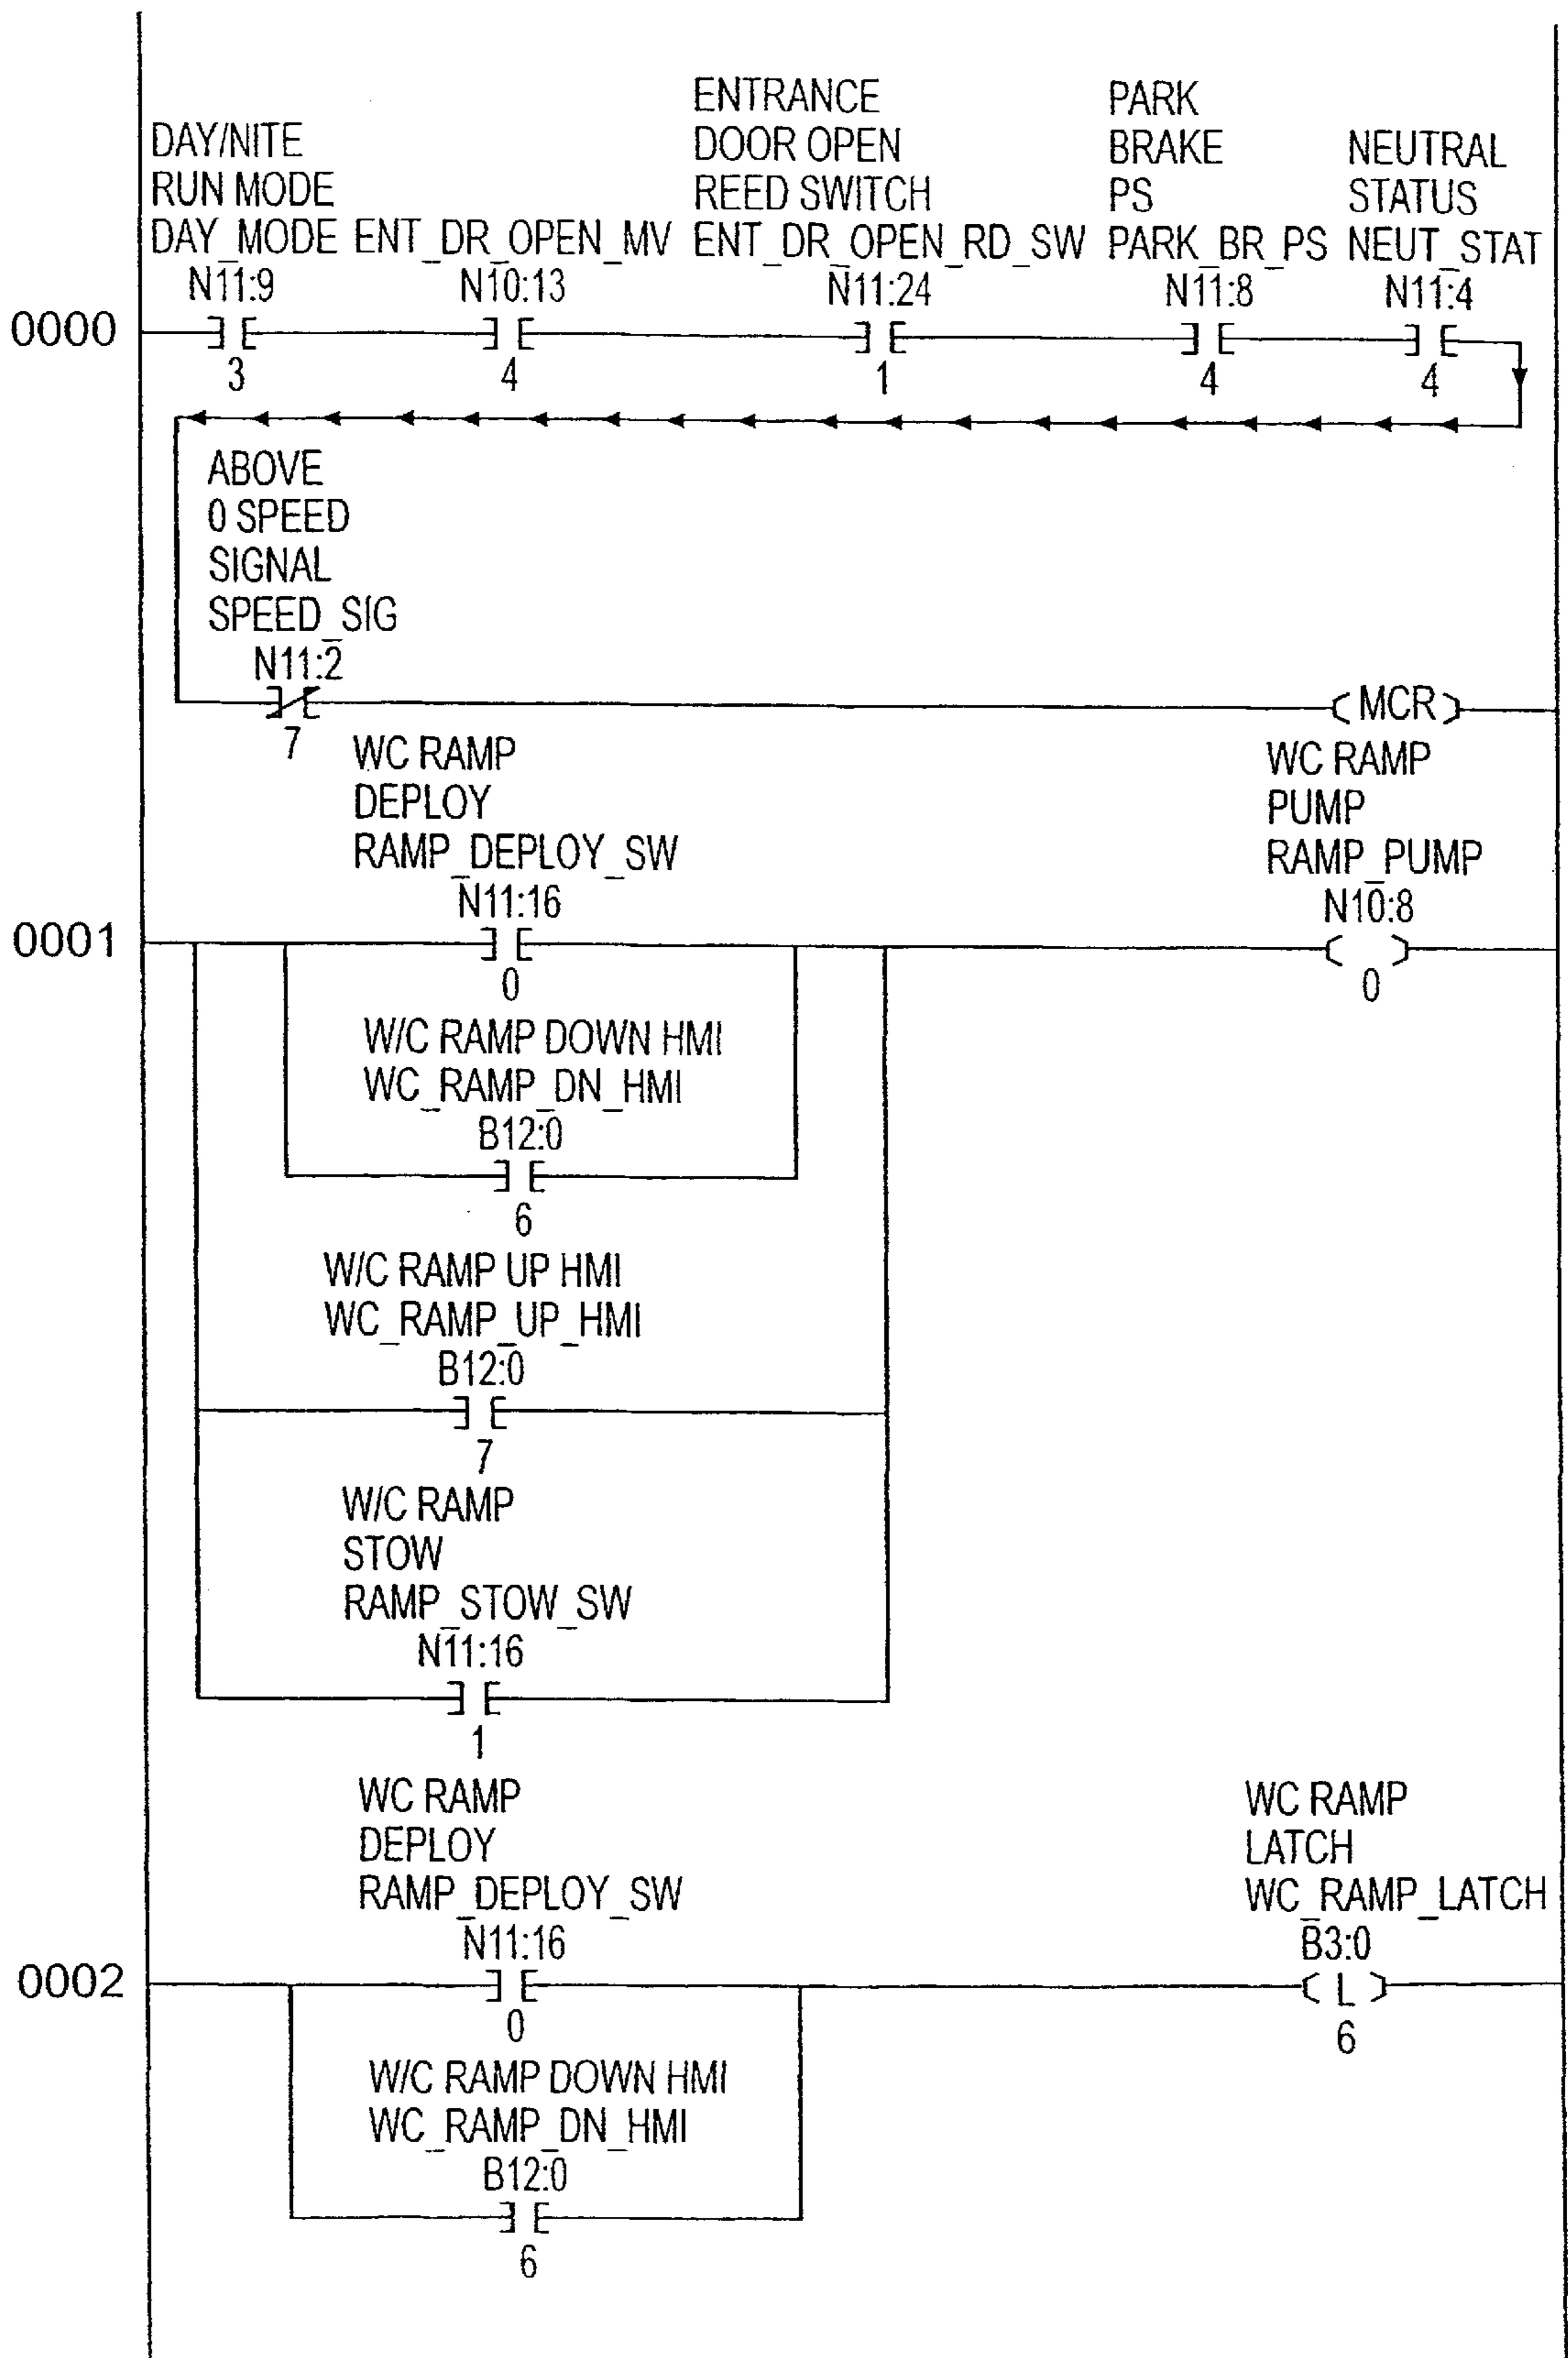 DAY/NITE
RUN MODE
DAY_MODE
N11:9
3
ENT_DR_OPEN_MV
N10:13
4
ENTRANCE
DOOR OPEN
REED SWITCH
ENT_DR_OPEN_RD_SW
N11:24
1
PARK
BRAKE
PS
PARK_BR_PS
N11:8
4
NEUTRAL
STATUS
NEUT_STAT
N11:4
4
0000
ABOVE
0 SPEED
SIGNAL
SPEED_SIG
N11:2
7
MCR
WC RAMP
DEPLOY
RAMP_DEPLOY_SW
N11:16
0
WC RAMP
PUMP
RAMP_PUMP
N10:8
0
0001
W/C RAMP DOWN HMI
WC_RAMP_DN_HMI
B12:0
6
W/C RAMP UP HMI
WC_RAMP_UP_HMI
B12:0
7
W/C RAMP
STOW
RAMP_STOW_SW
N11:16
1
WC RAMP
DEPLOY
RAMP_DEPLOY_SW
N11:16
0
WC RAMP
LATCH
WC_RAMP_LATCH
B3:0
L
6
0002
W/C RAMP DOWN HMI
WC_RAMP_DN_HMI
B12:0
6